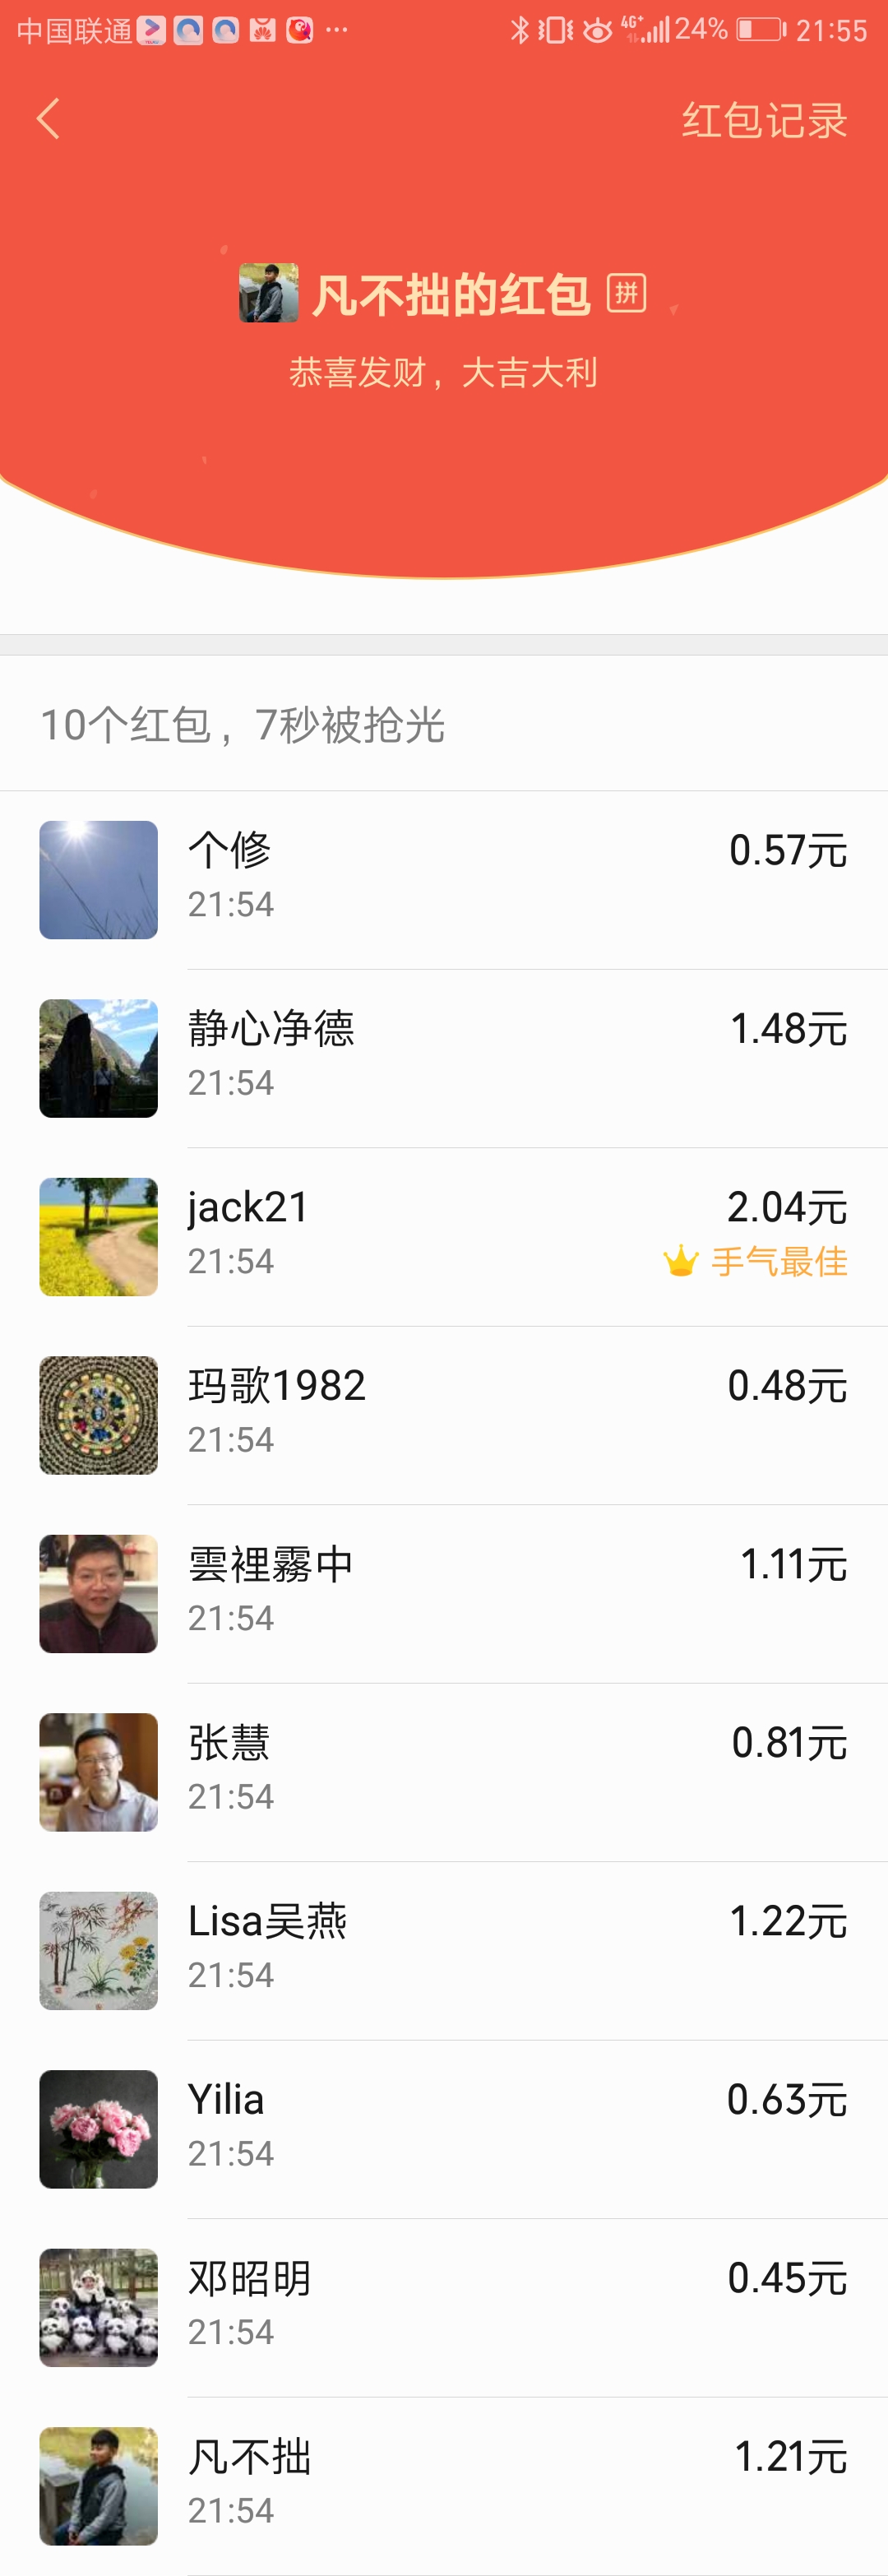 中国联通 4G+ 24% 21:55
红包记录
凡不拙的红包 拼
恭喜发财，大吉大利
10个红包，7秒被抢光
个修 0.57元
21:54
静心净德 1.48元
21:54
jack21 2.04元
21:54 手气最佳
玛歌1982 0.48元
21:54
雲裡霧中 1.11元
21:54
张慧 0.81元
21:54
Lisa吴燕 1.22元
21:54
Yilia 0.63元
21:54
邓昭明 0.45元
21:54
凡不拙 1.21元
21:54